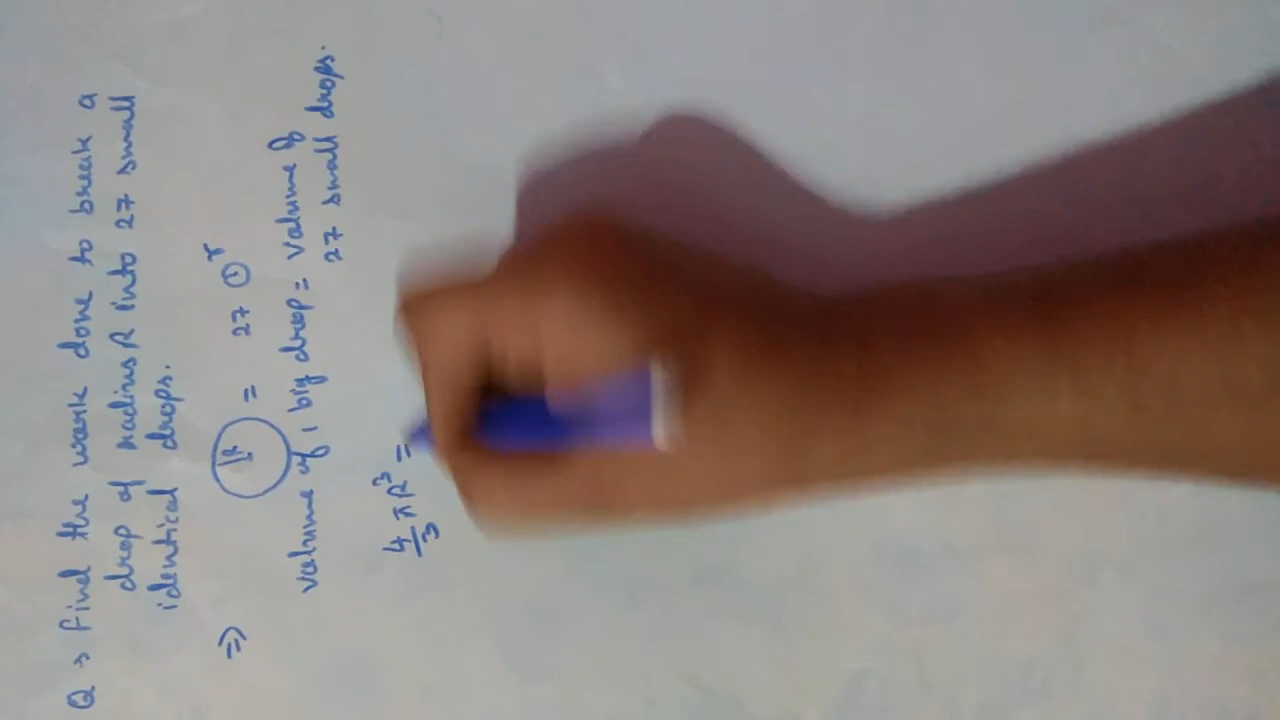 Q → Find the work done to break a
drop of radius R into 27 small
identical drops.
⇒ R = 27 r
volume of 1 big drop = volume of
27 small drops.
4/3 πR³ =